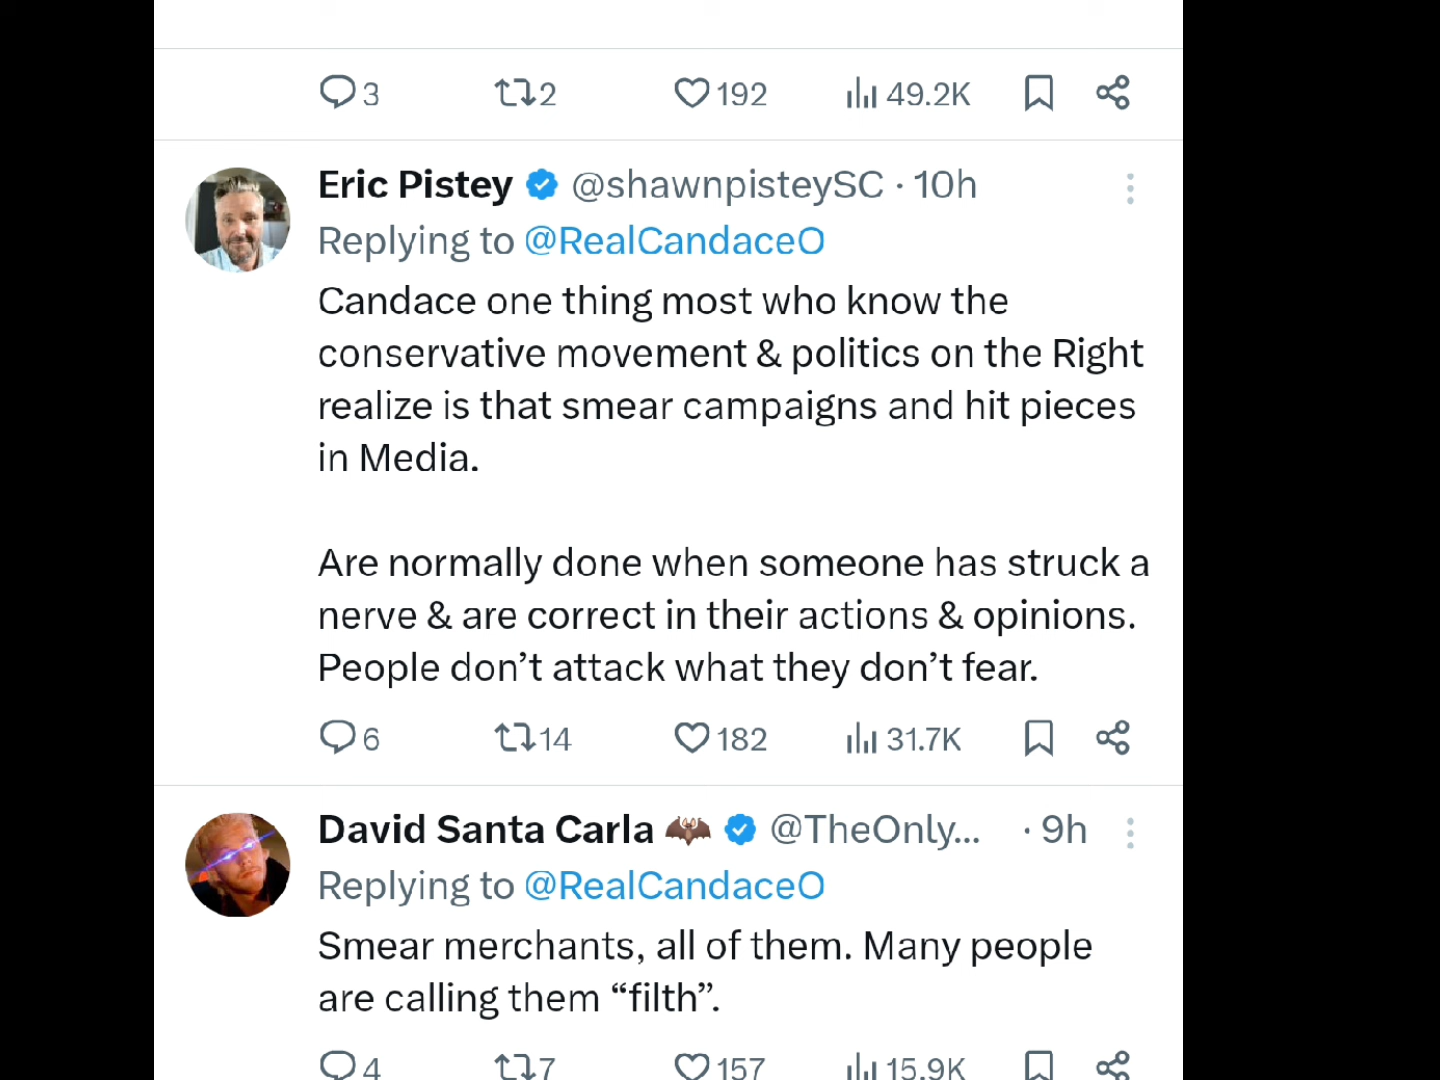 3 2 192 49.2K
Eric Pistey @shawnpisteySC · 10h
Replying to @RealCandaceO
Candace one thing most who know the
conservative movement & politics on the Right
realize is that smear campaigns and hit pieces
in Media.
Are normally done when someone has struck a
nerve & are correct in their actions & opinions.
People don’t attack what they don’t fear.
6 14 182 31.7K
David Santa Carla 🦇 @TheOnly... · 9h
Replying to @RealCandaceO
Smear merchants, all of them. Many people
are calling them “filth”.
4 7 157 15.9K